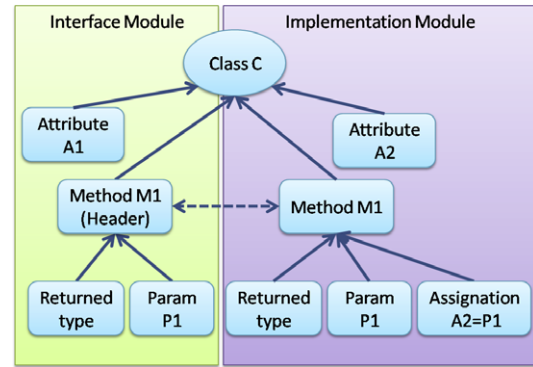 Interface Module
Implementation Module
Class C
Attribute
A1
Attribute
A2
Method M1
(Header)
Method M1
Returned
type
Param
P1
Returned
type
Param
P1
Assignation
A2=P1